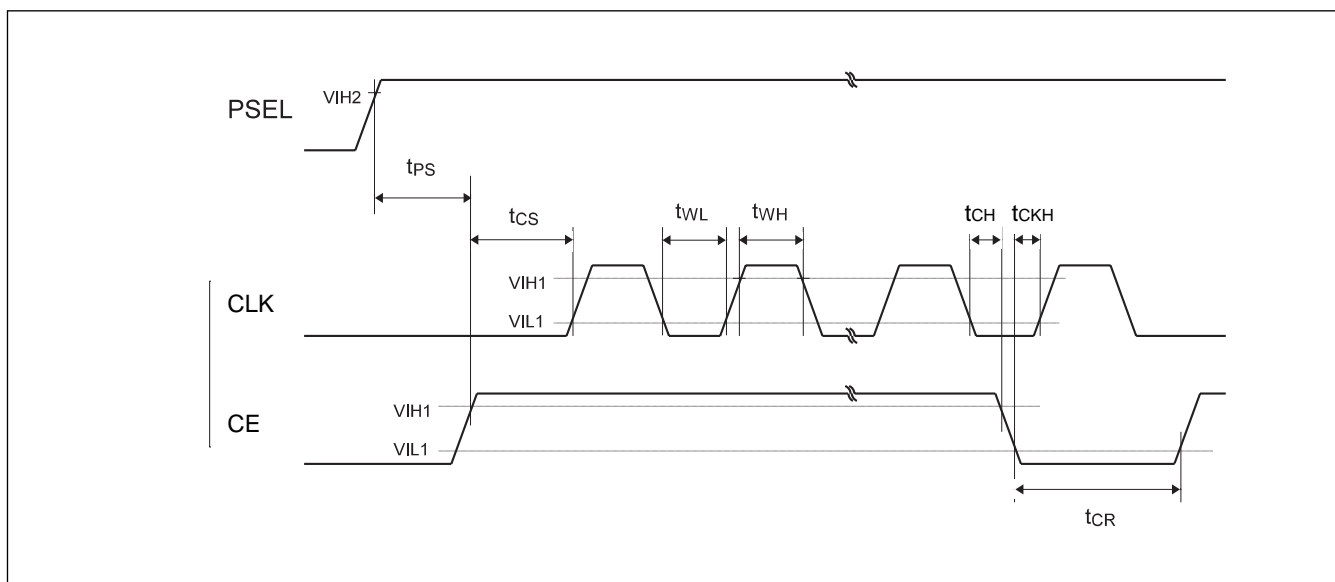 VIH2
PSEL
tPS
tCS
tWL
tWH
tCH
tCKH
VIH1
CLK
VIL1
VIH1
CE
VIL1
tCR